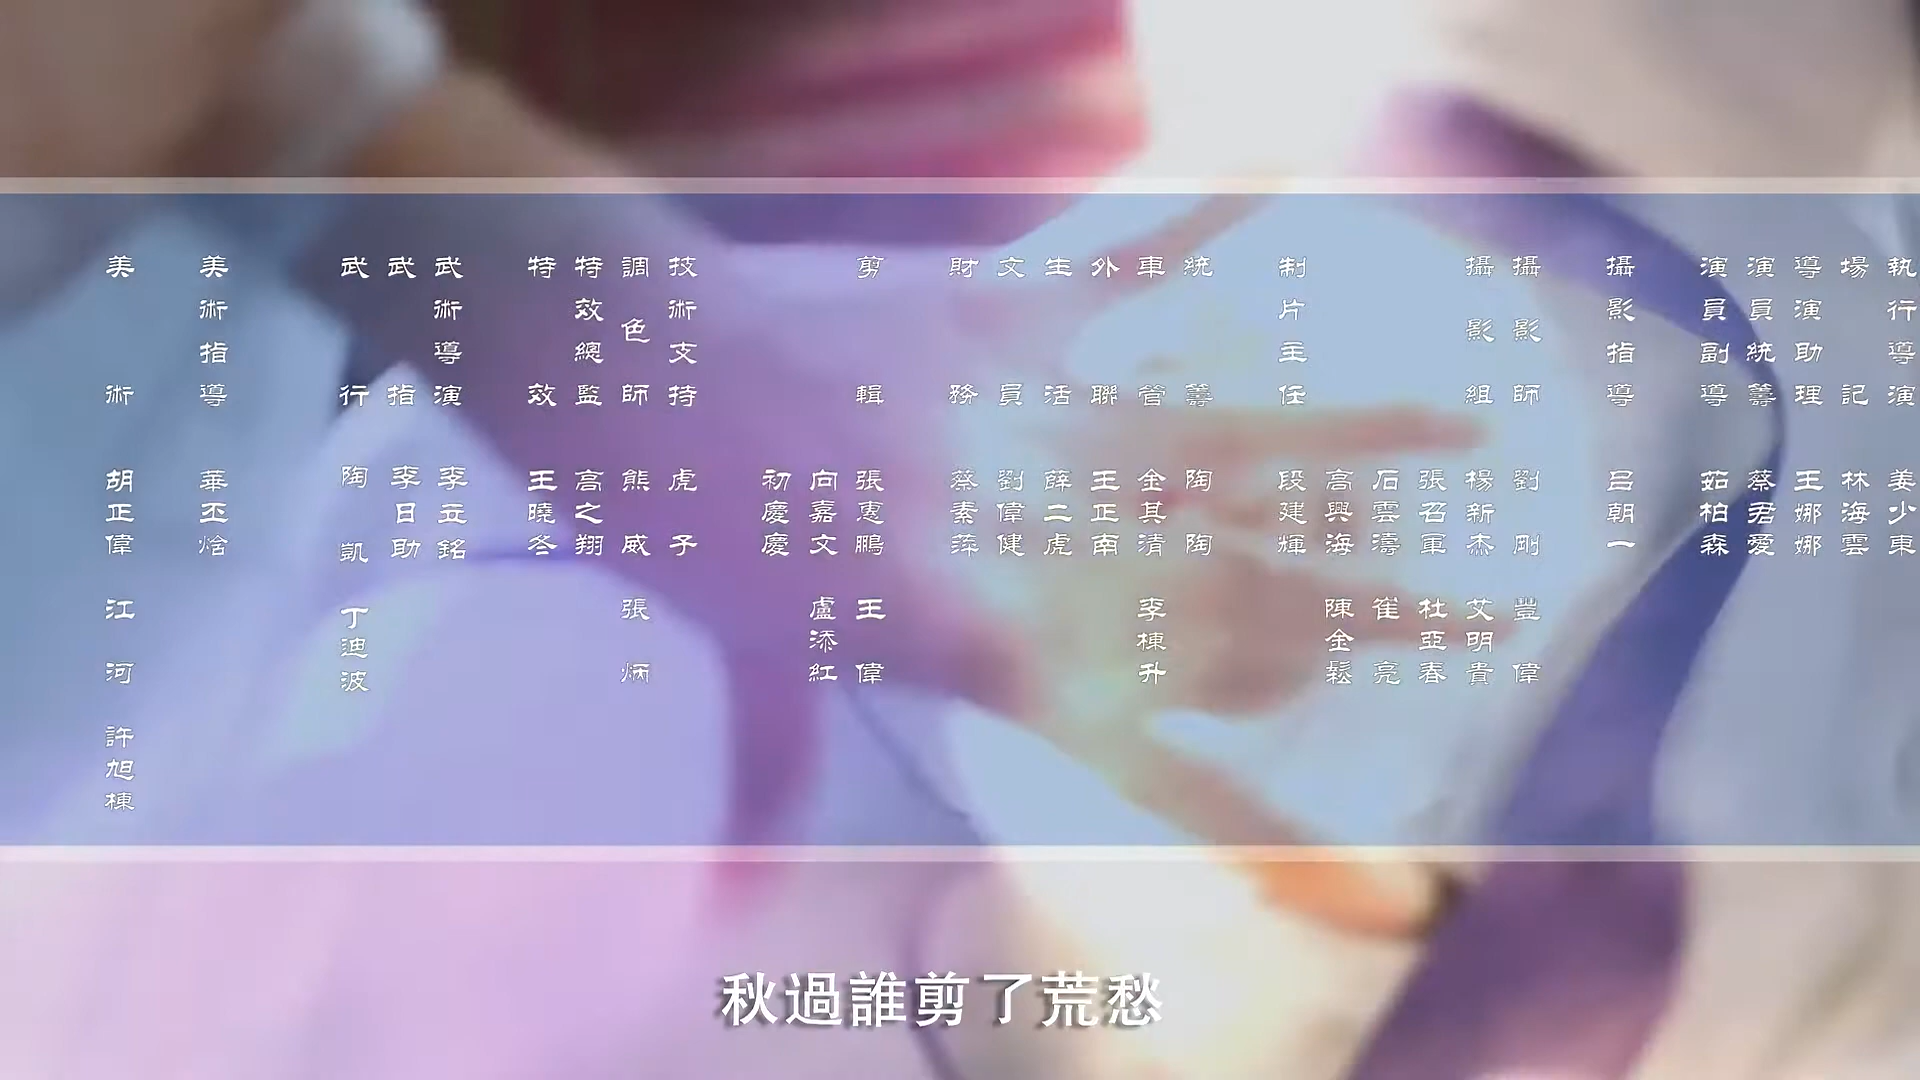 執行導演 姜少東
場記 林海雲
導演助理 王娜娜
演員統籌 蔡君愛
演員副導 茹柏森
攝影指導 呂朝一
攝影師 劉剛 豈偉
攝影組 楊新杰 艾明貴
張召軍 杜亞春
石雲濤 崔亮
高興海 陳金鬆
制片主任 段建輝
統籌 陶陶
車管 金其清 李棟升
外聯 王正南
生活 薛二虎
文員 劉偉健
財務 蔡素萍
剪輯 張惠鵬 王偉
向嘉文 盧添紅
初慶慶
技術支持 虎子
調色師 熊威 張炳
特效總監 高之翔
特效 王曉冬
武術導演 李立銘
武指 李日助
武行 陶凱 丁迪波
美術指導 華丕焓
美術 胡正偉 江河 許旭棟
秋過誰剪了荒愁